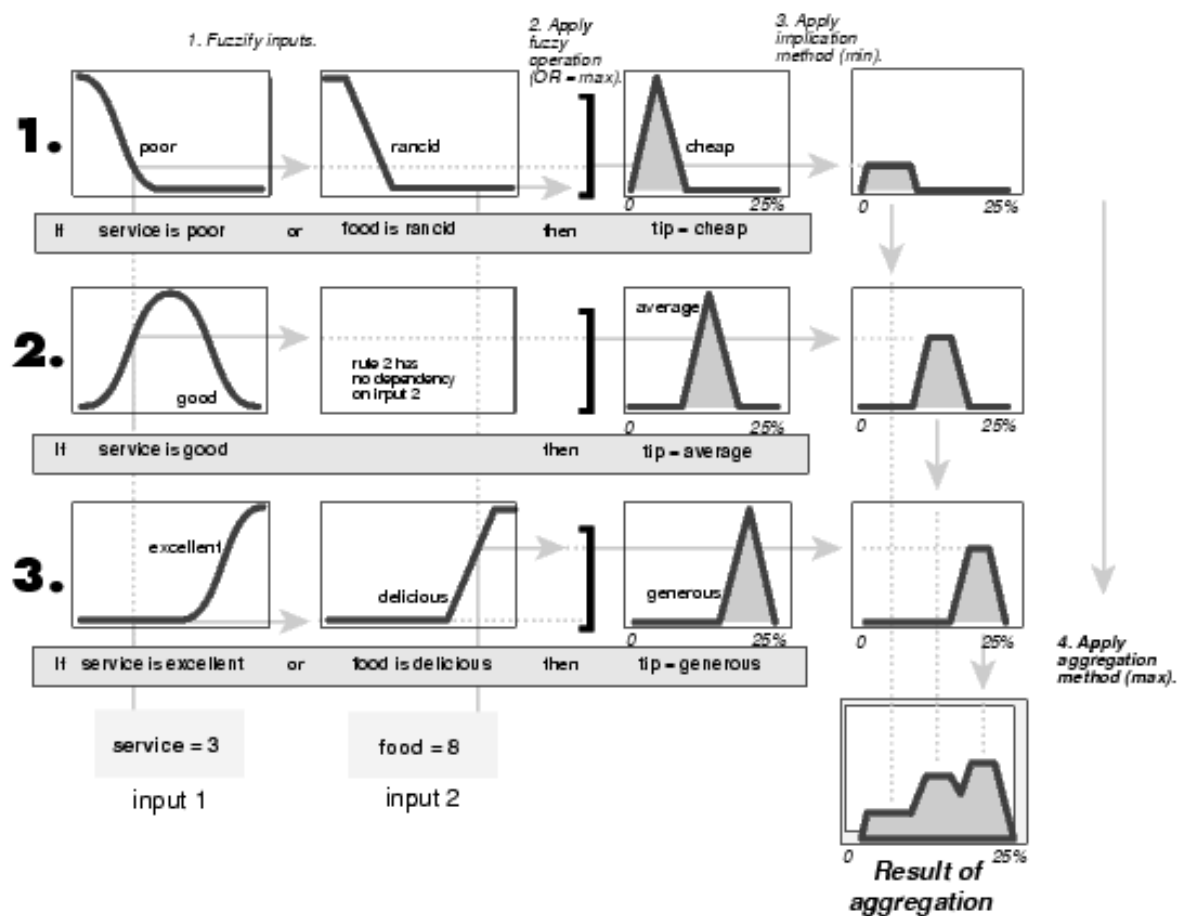 1. Fuzzify inputs.
2. Apply
fuzzy
operation
(OR = max).
3. Apply
implication
method (min).
1.
poor
rancid
cheap
0
25%
0
25%
If service is poor or food is rancid then tip = cheap
2.
good
rule 2 has
no dependency
on input 2
average
0
25%
0
25%
If service is good then tip = average
3.
excellent
delicious
generous
0
25%
0
25%
If service is excellent or food is delicious then tip = generous
4. Apply
aggregation
method (max).
service = 3
food = 8
input 1
input 2
0
25%
Result of
aggregation